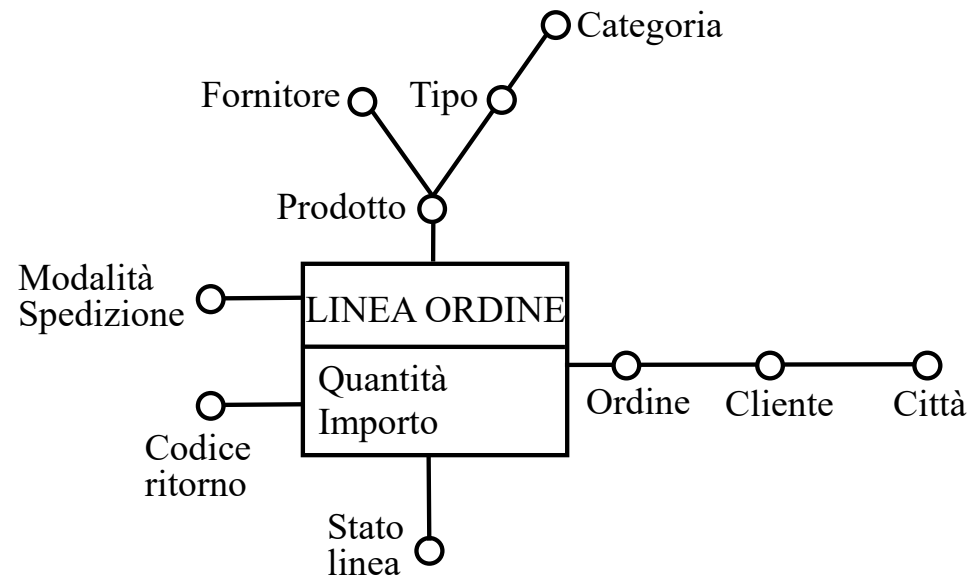 Categoria
Fornitore
Tipo
Prodotto
Modalità
Spedizione
LINEA ORDINE
Quantità
Importo
Ordine
Cliente
Città
Codice
ritorno
Stato
linea